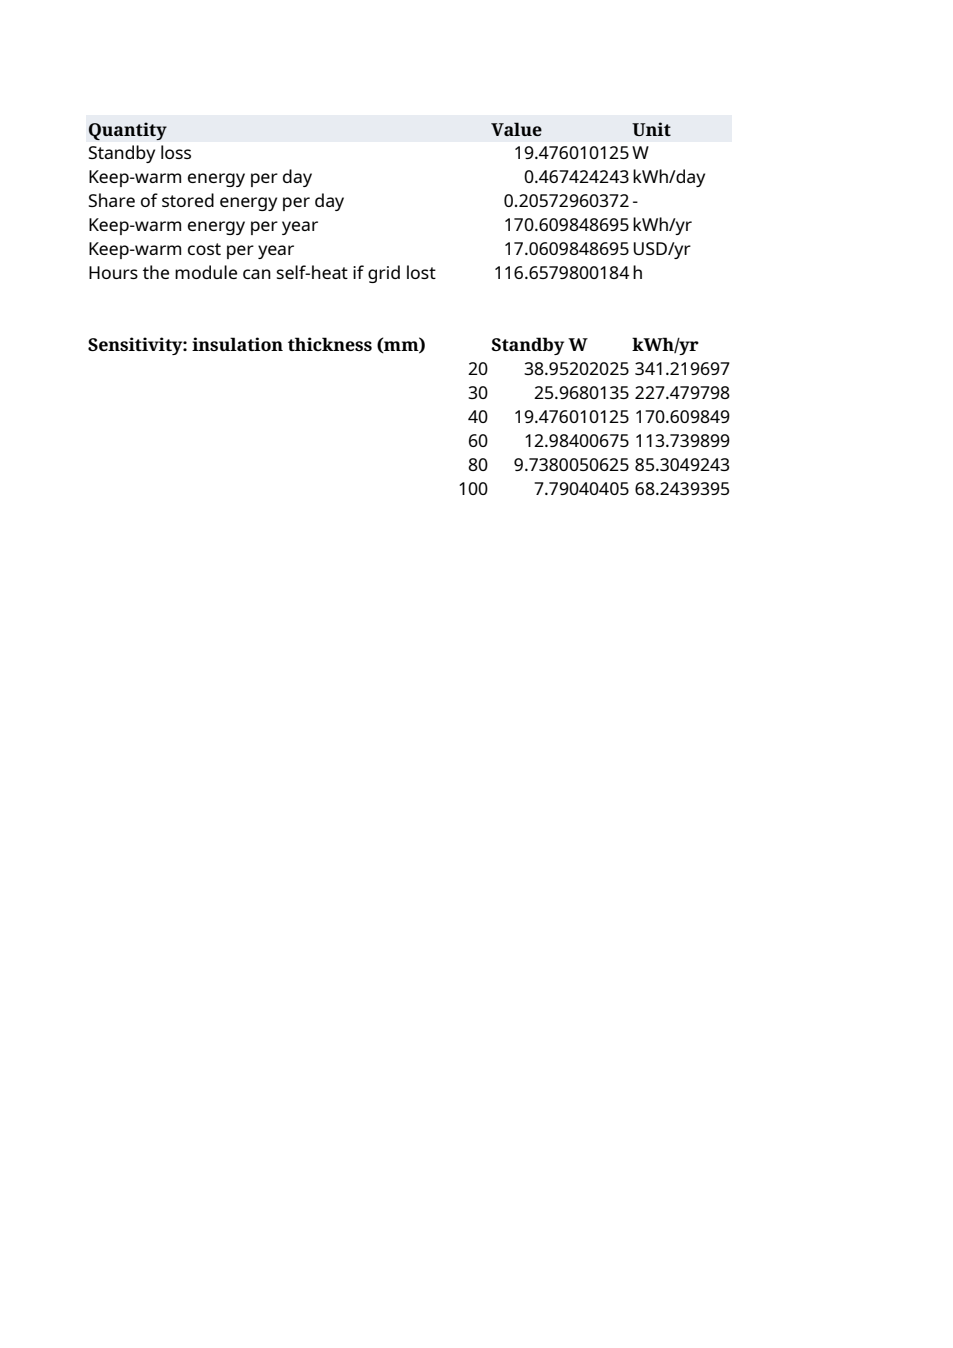 Quantity Value Unit
Standby loss 19.476010125 W
Keep-warm energy per day 0.467424243 kWh/day
Share of stored energy per day 0.20572960372 -
Keep-warm energy per year 170.609848695 kWh/yr
Keep-warm cost per year 17.0609848695 USD/yr
Hours the module can self-heat if grid lost 116.6579800184 h
Sensitivity: insulation thickness (mm) Standby W kWh/yr
20 38.95202025 341.219697
30 25.9680135 227.479798
40 19.476010125 170.609849
60 12.98400675 113.739899
80 9.7380050625 85.3049243
100 7.79040405 68.2439395